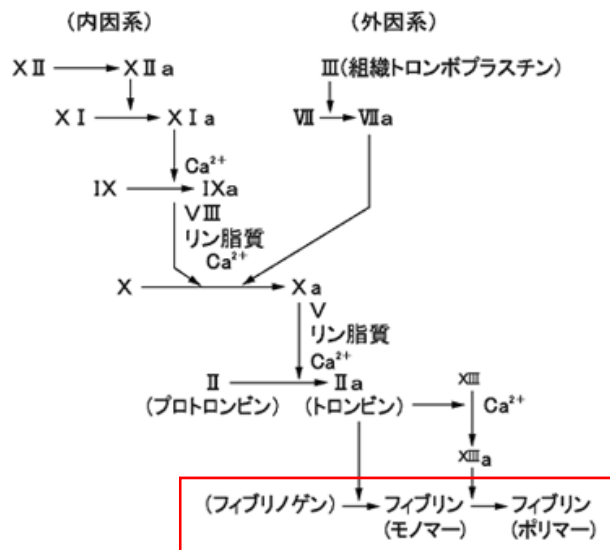 (内因系)
(外因系)
XⅡ → XⅡa
Ⅲ(組織トロンボプラスチン)
XⅠ → XⅠa
Ⅶ → Ⅶa
Ca²⁺
Ⅸ → Ⅸa
VⅢ
リン脂質
Ca²⁺
X → Xa
V
リン脂質
Ca²⁺
Ⅱ → Ⅱa
(プロトロンビン) (トロンビン) →
XⅢ
Ca²⁺
XⅢa
(フィブリノゲン) → フィブリン → フィブリン
(モノマー) (ポリマー)